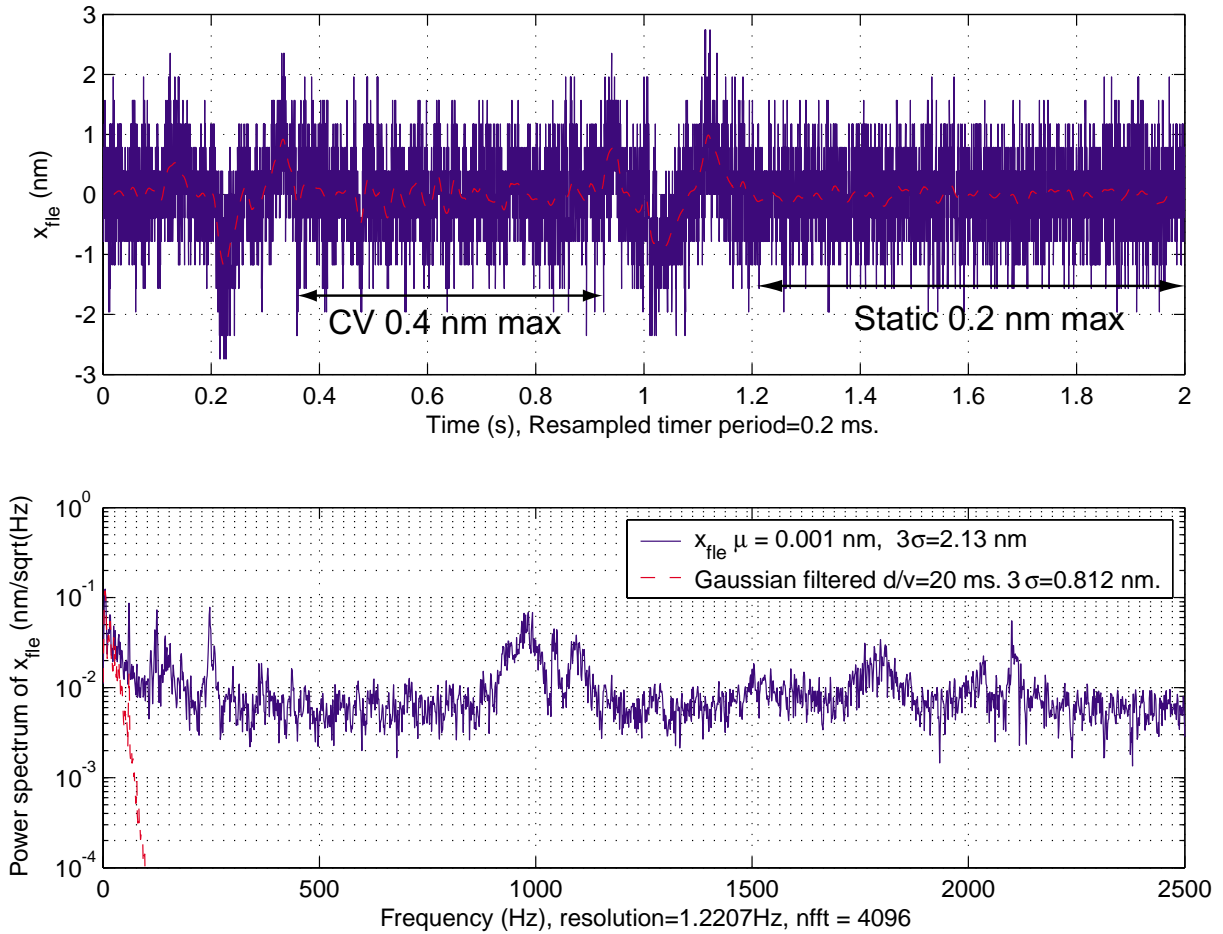 3
2
1
0
-1
-2
-3
x_fle (nm)
CV 0.4 nm max
Static 0.2 nm max
0 0.2 0.4 0.6 0.8 1 1.2 1.4 1.6 1.8 2
Time (s), Resampled timer period=0.2 ms.
10^0
10^-1
10^-2
10^-3
10^-4
Power spectrum of x_fle (nm/sqrt(Hz)
x_fle μ = 0.001 nm, 3σ=2.13 nm
Gaussian filtered d/v=20 ms. 3σ=0.812 nm.
0 500 1000 1500 2000 2500
Frequency (Hz), resolution=1.2207Hz, nfft = 4096